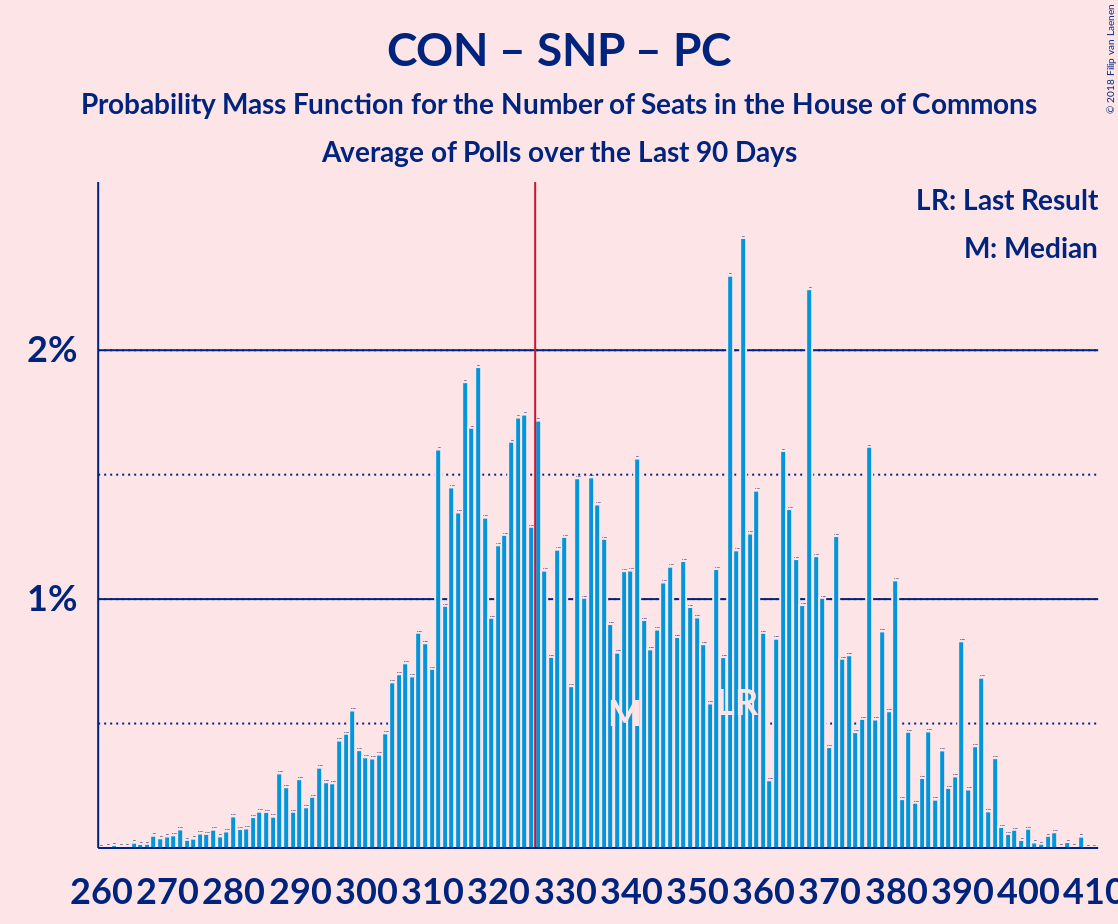 CON – SNP – PC
Probability Mass Function for the Number of Seats in the House of Commons
Average of Polls over the Last 90 Days
© 2018 Filip van Laenen
LR: Last Result
M: Median
2%
1%
M
LR
260 270 280 290 300 310 320 330 340 350 360 370 380 390 400 410